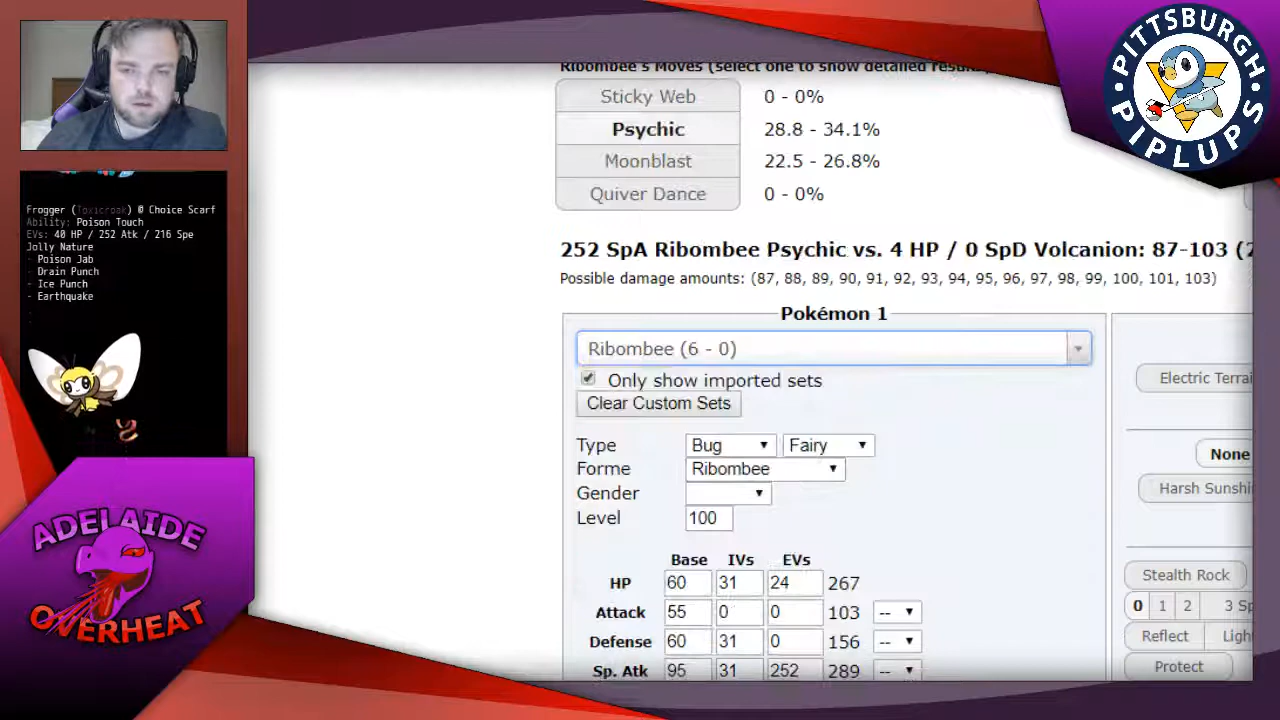 Frogger (Toxicroak) @ Choice Scarf
Ability: Poison Touch
EVs: 40 HP / 252 Atk / 216 Spe
Jolly Nature
- Poison Jab
- Drain Punch
- Ice Punch
- Earthquake
ADELAIDE
OVERHEAT
PITTSBURGH
PIPLUPS
Ribombee's Moves (select one to show detailed results)
Sticky Web 0 - 0%
Psychic 28.8 - 34.1%
Moonblast 22.5 - 26.8%
Quiver Dance 0 - 0%
252 SpA Ribombee Psychic vs. 4 HP / 0 SpD Volcanion: 87-103 (2
Possible damage amounts: (87, 88, 89, 90, 91, 92, 93, 94, 95, 96, 97, 98, 99, 100, 101, 103)
Pokémon 1
Ribombee (6 - 0)
Only show imported sets
Clear Custom Sets
Type Bug Fairy
Forme Ribombee
Gender
Level 100
Base IVs EVs
HP 60 31 24 267
Attack 55 0 0 103 --
Defense 60 31 0 156 --
Sp. Atk 95 31 252 289 --
Electric Terrai
None
Harsh Sunshi
Stealth Rock
0 1 2 3 Sp
Reflect Ligh
Protect